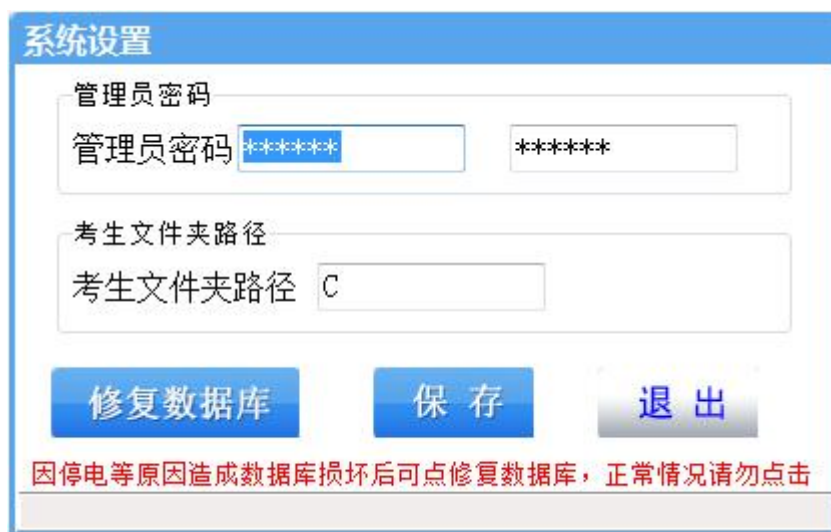 系统设置
管理员密码
管理员密码 ****** ******
考生文件夹路径
考生文件夹路径 C
修复数据库 保 存 退 出
因停电等原因造成数据库损坏后可点修复数据库，正常情况请勿点击